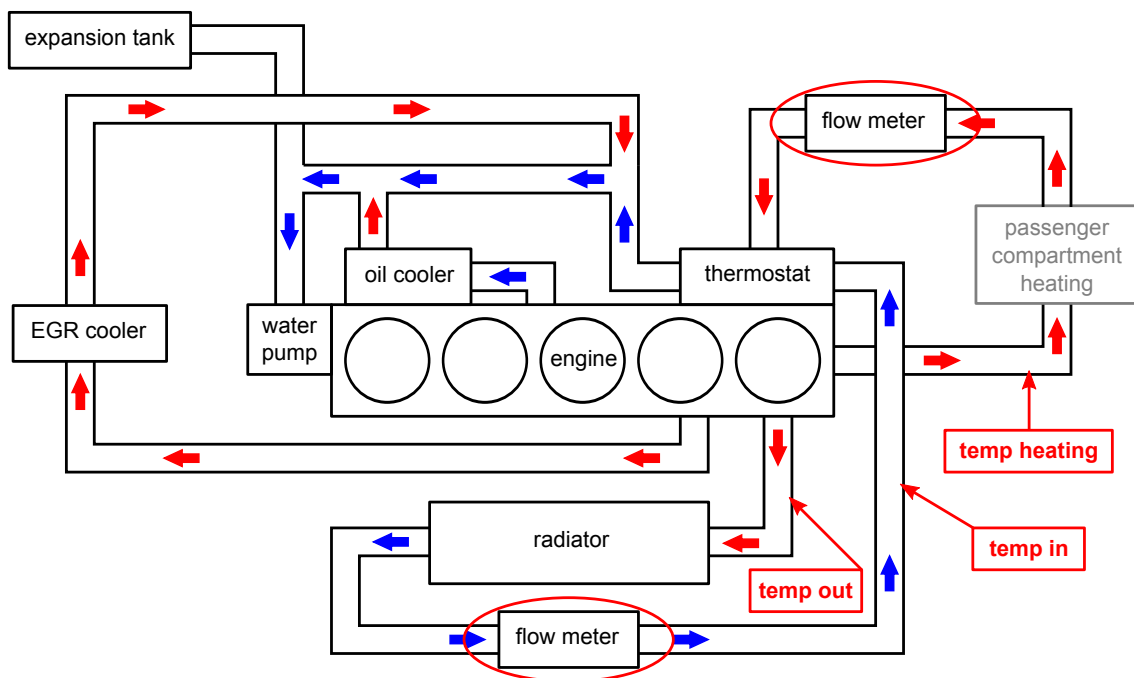 expansion tank
flow meter
passenger
compartment
heating
oil cooler
thermostat
EGR cooler
water
pump
engine
temp heating
radiator
temp in
temp out
flow meter